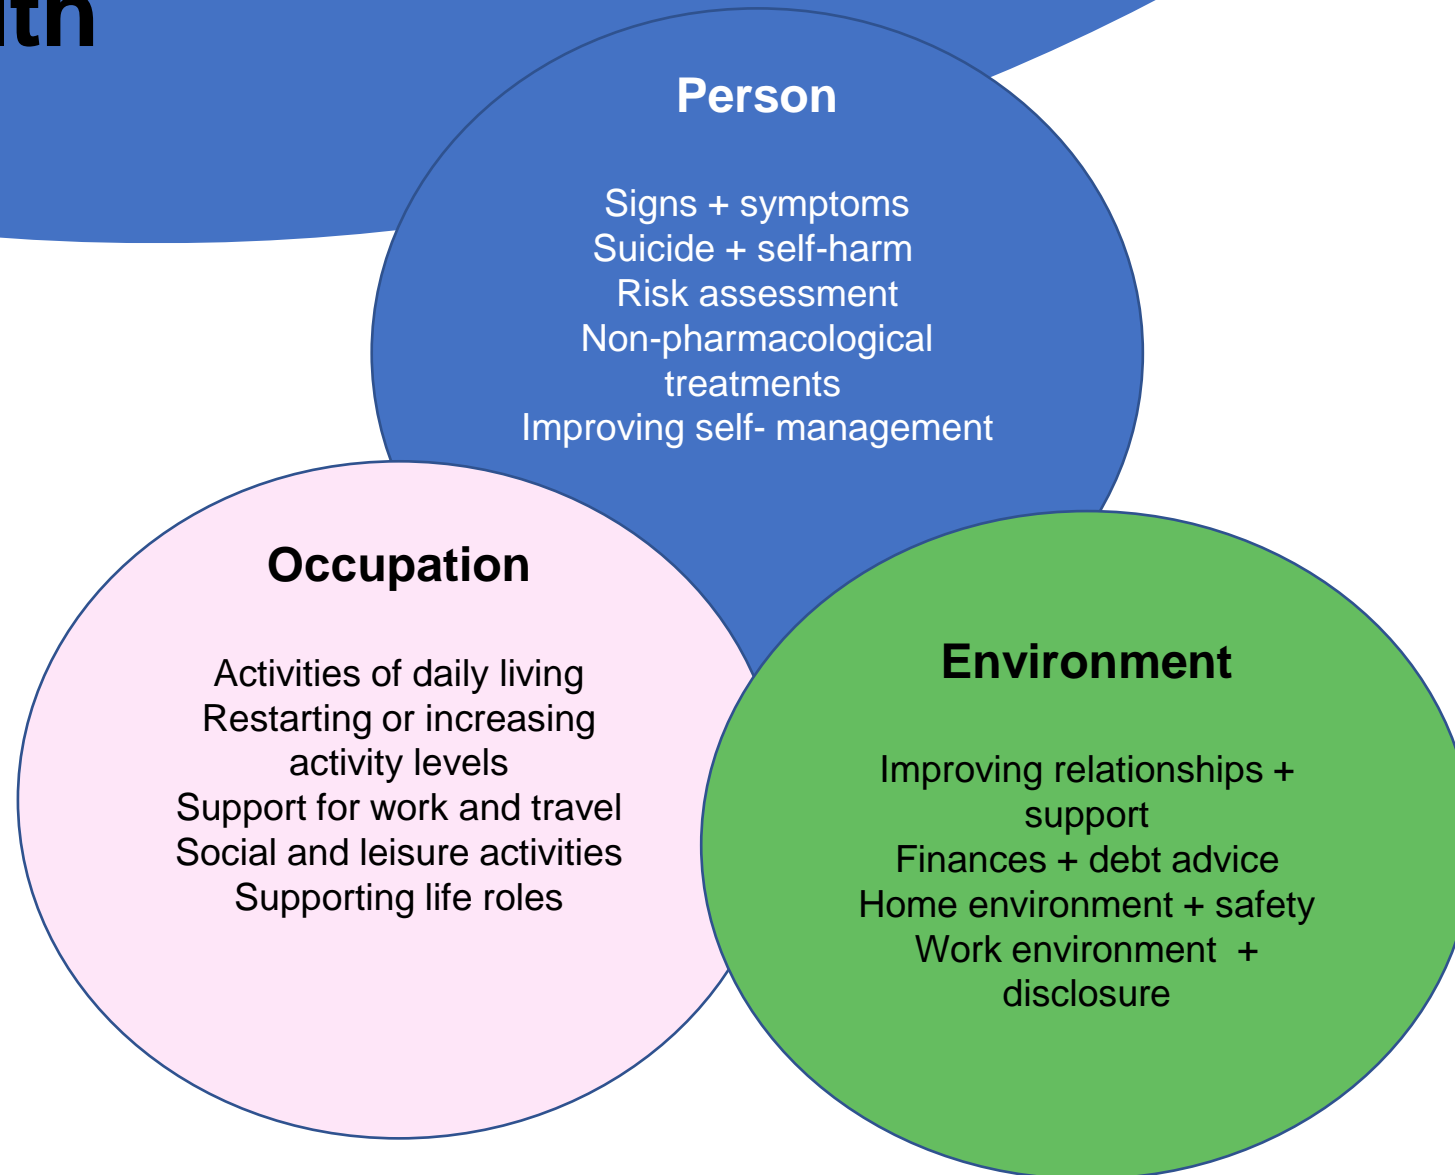 Person
Signs + symptoms
Suicide + self-harm
Risk assessment
Non-pharmacological
treatments
Improving self- management
Occupation
Activities of daily living
Restarting or increasing
activity levels
Support for work and travel
Social and leisure activities
Supporting life roles
Environment
Improving relationships +
support
Finances + debt advice
Home environment + safety
Work environment  +
disclosure